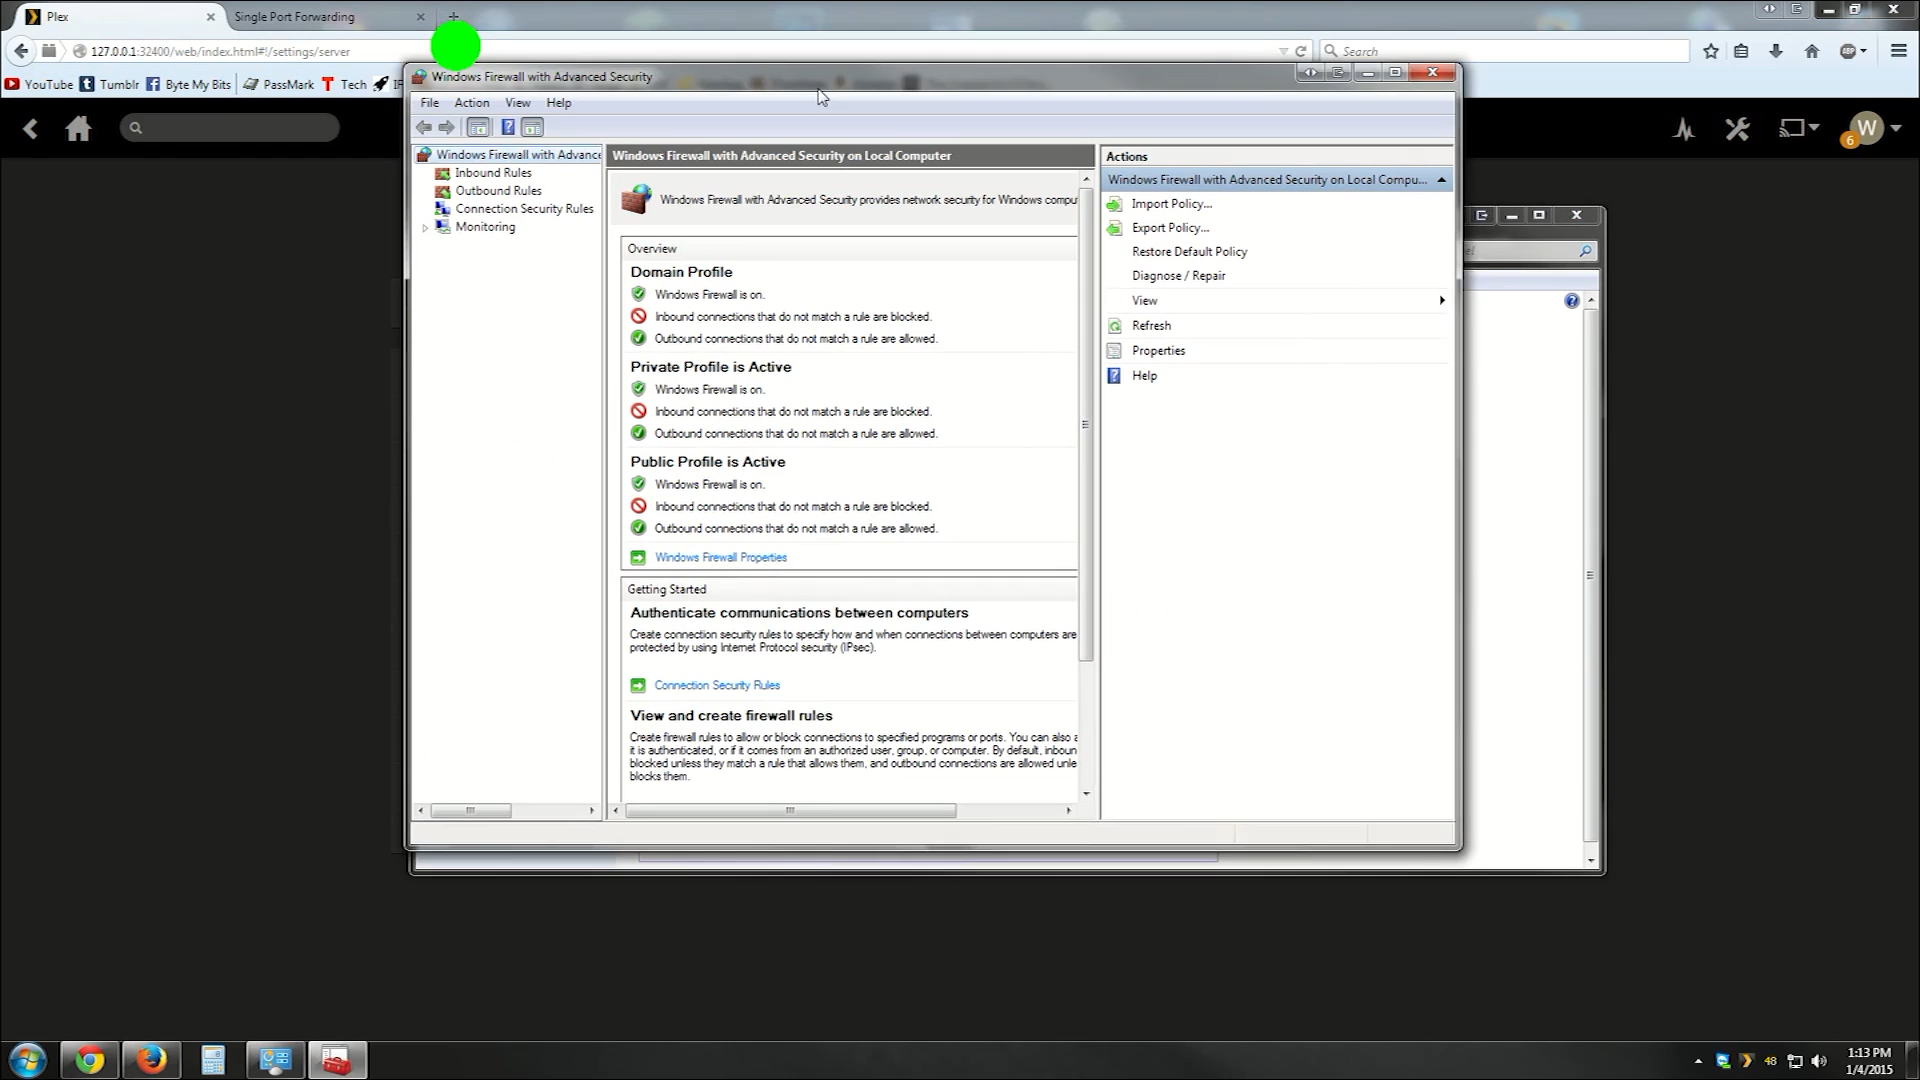 Plex
Single Port Forwarding
127.0.0.1:32400/web/index.html#!/settings/server
Search
YouTube
Tumblr
Byte My Bits
PassMark
Tech
Windows Firewall with Advanced Security
File Action View Help
W
6
Windows Firewall with Advance
Inbound Rules
Outbound Rules
Connection Security Rules
Monitoring
Windows Firewall with Advanced Security on Local Computer
Windows Firewall with Advanced Security provides network security for Windows compu
Overview
Domain Profile
Windows Firewall is on.
Inbound connections that do not match a rule are blocked.
Outbound connections that do not match a rule are allowed.
Private Profile is Active
Windows Firewall is on.
Inbound connections that do not match a rule are blocked.
Outbound connections that do not match a rule are allowed.
Public Profile is Active
Windows Firewall is on.
Inbound connections that do not match a rule are blocked.
Outbound connections that do not match a rule are allowed.
Windows Firewall Properties
Getting Started
Authenticate communications between computers
Create connection security rules to specify how and when connections between computers are
protected by using Internet Protocol security (IPsec).
Connection Security Rules
View and create firewall rules
Create firewall rules to allow or block connections to specified programs or ports. You can also a
it is authenticated, or if it comes from an authorized user, group, or computer. By default, inboun
blocked unless they match a rule that allows them, and outbound connections are allowed unle
blocks them.
Actions
Windows Firewall with Advanced Security on Local Compu...
Import Policy...
Export Policy...
Restore Default Policy
Diagnose / Repair
View
Refresh
Properties
Help
48
1:13 PM
1/4/2015